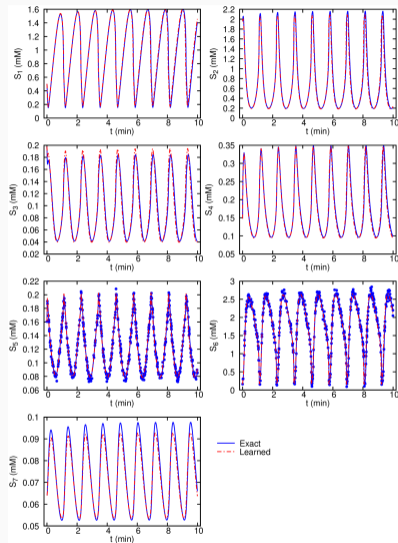 S1 (mM)
1.6
1.4
1.2
1
0.8
0.6
0.4
0.2
0
0 2 4 6 8 10
t (min)
S2 (mM)
2.2
2
1.8
1.6
1.4
1.2
1
0.8
0.6
0.4
0.2
0
0 2 4 6 8 10
t (min)
S3 (mM)
0.2
0.18
0.16
0.14
0.12
0.1
0.08
0.06
0.04
0.02
0 2 4 6 8 10
t (min)
S4 (mM)
0.35
0.3
0.25
0.2
0.15
0.1
0.05
0 2 4 6 8 10
t (min)
S5 (mM)
0.22
0.2
0.18
0.16
0.14
0.12
0.1
0.08
0.06
0 2 4 6 8 10
t (min)
S6 (mM)
3
2.5
2
1.5
1
0.5
0
0 2 4 6 8 10
t (min)
S7 (mM)
0.1
0.09
0.08
0.07
0.06
0.05
0 2 4 6 8 10
t (min)
Exact
Learned